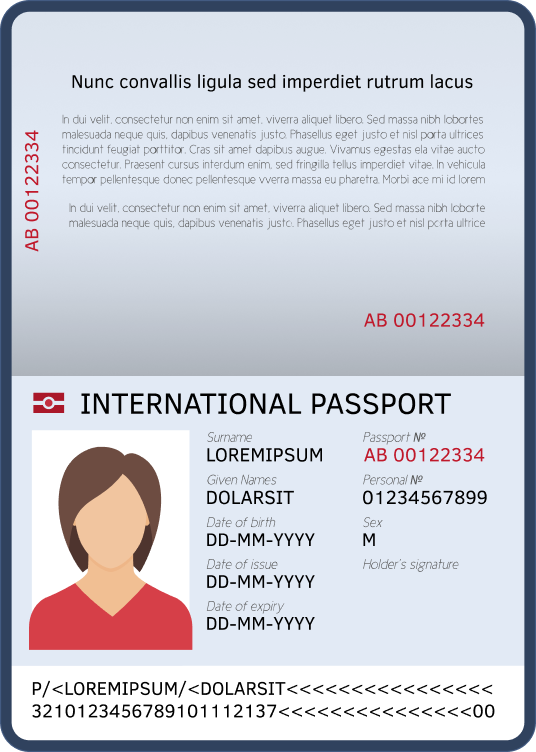 Nunc convallis ligula sed imperdiet rutrum lacus
In dui velit, consectetur non enim sit amet, viverra aliquet libero. Sed massa nibh lobortes
malesuada neque quis, dapibus venenatis justo. Phasellus eget justo et nisl porta ultrices
tincidunt feugiat porttitor. Cras sit amet dapibus augue. Vivamus egestas ela vitae aucto
consectetur. Praesent cursus interdum enim, sed fringilla tellus imperdiet vitae. In vehicula
tempor pellentesque donec pellentesque vverra massa eu pharetra. Morbi ace mi id lorem
In dui velit, consectetur non enim sit amet, viverra aliquet libero. Sed massa nibh loborte
malesuada neque quis, dapibus venenatis justo. Phasellus eget justo et nisl porta ultrice
AB 00122334
AB 00122334
INTERNATIONAL PASSPORT
Surname
LOREMIPSUM
Passport №
AB 00122334
Given Names
DOLARSIT
Personal №
01234567899
Date of birth
DD-MM-YYYY
Sex
M
Date of issue
DD-MM-YYYY
Holder's signature
Date of expiry
DD-MM-YYYY
P/<LOREMIPSUM/<DOLARSIT<<<<<<<<<<<<<<<<
3210123456789101112137<<<<<<<<<<<<<<<00